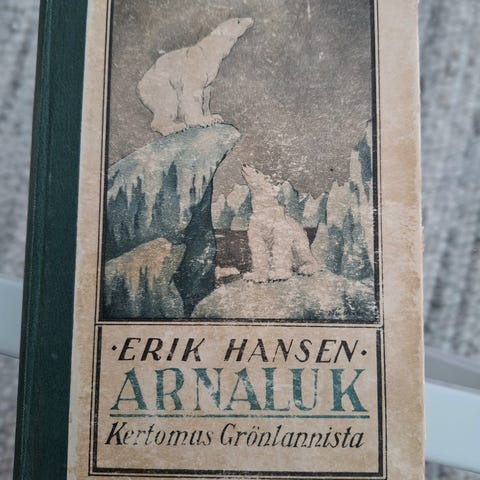 ·ERIK HANSEN·
ARNALUK
Kertomus Grönlannista